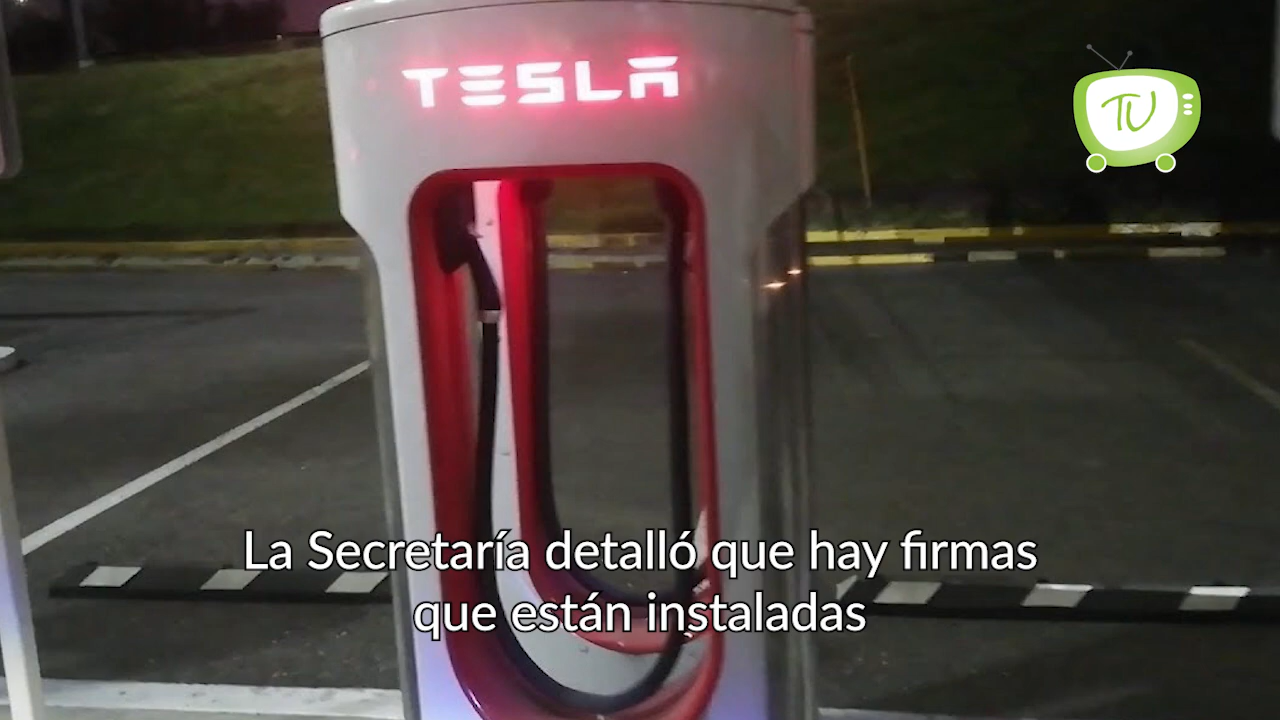 TESLA
TV
La Secretaría detalló que hay firmas
que están instaladas